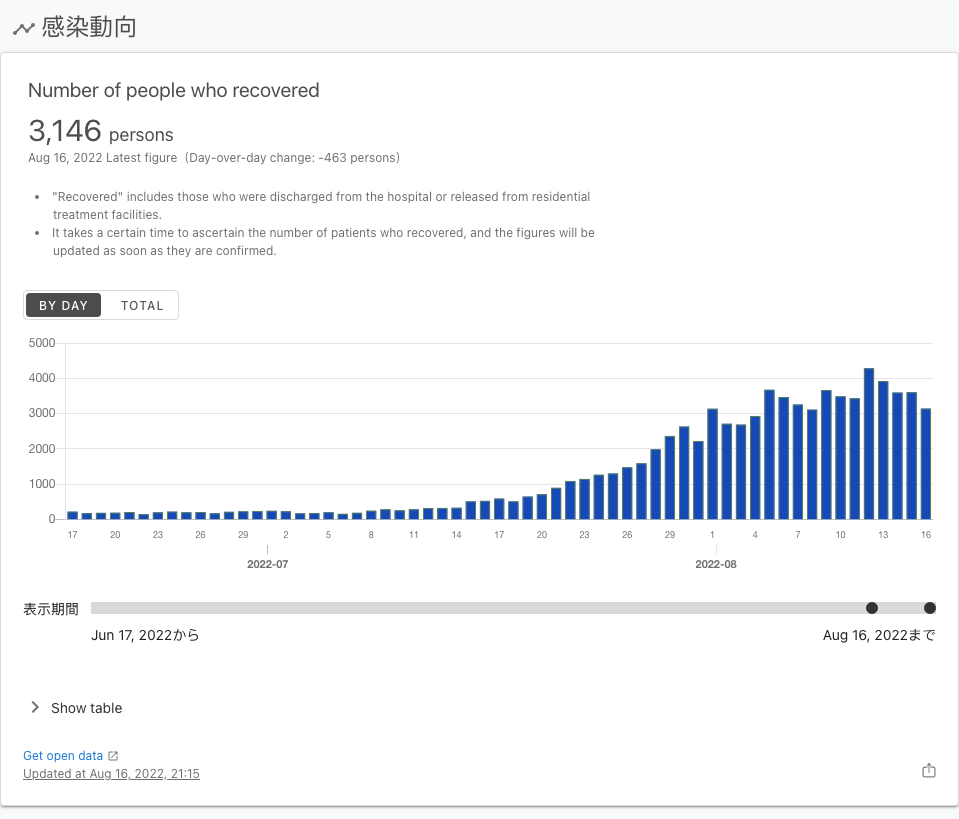 感染動向
Number of people who recovered
3,146 persons
Aug 16, 2022 Latest figure (Day-over-day change: -463 persons)
• "Recovered" includes those who were discharged from the hospital or released from residential
treatment facilities.
• It takes a certain time to ascertain the number of patients who recovered, and the figures will be
updated as soon as they are confirmed.
BY DAY TOTAL
5000
4000
3000
2000
1000
0
17 20 23 26 29 2 5 8 11 14 17 20 23 26 29 1 4 7 10 13 16
2022-07 2022-08
表示期間
Jun 17, 2022から Aug 16, 2022まで
Show table
Get open data
Updated at Aug 16, 2022, 21:15